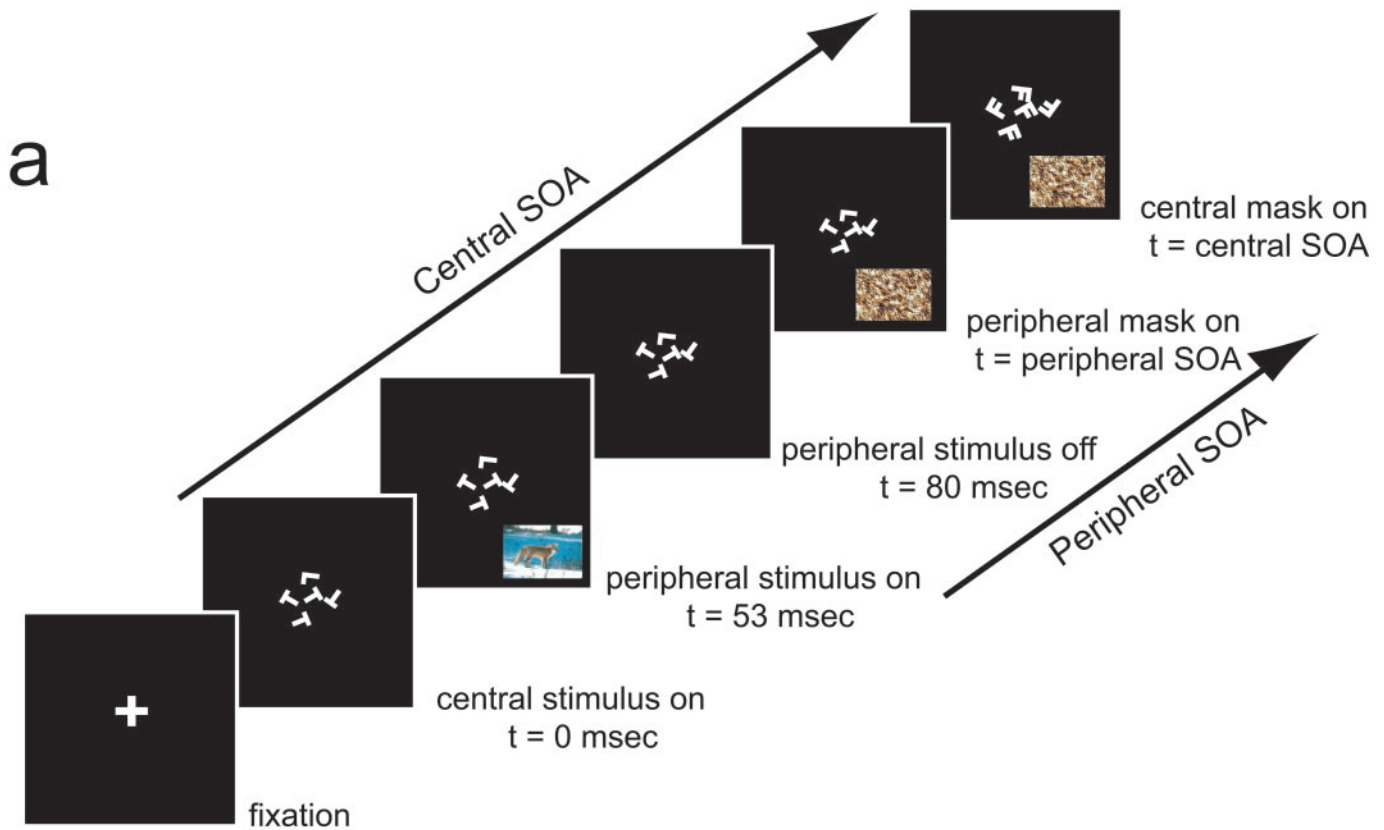 a
Central SOA
central mask on
t = central SOA
peripheral mask on
t = peripheral SOA
peripheral stimulus off
t = 80 msec
Peripheral SOA
peripheral stimulus on
t = 53 msec
central stimulus on
t = 0 msec
fixation